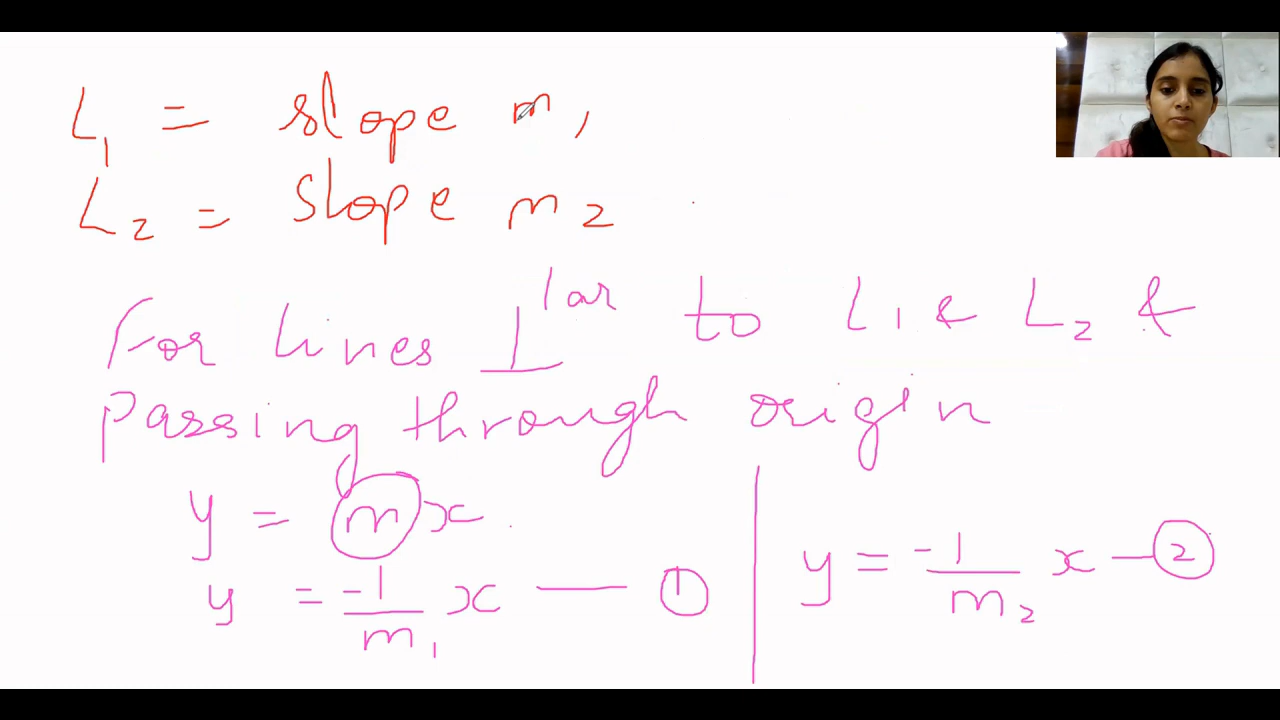 L₁ = slope m₁
L₂ = slope m₂
For lines ⊥lar to L₁ & L₂ &
passing through origin
y = mx
y = -1/m₁ x — ①
y = -1/m₂ x — ②